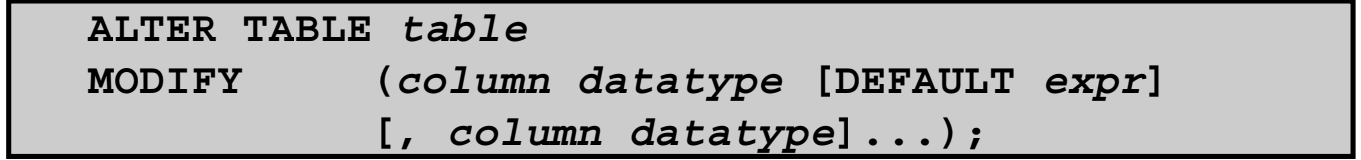 ALTER TABLE table
MODIFY (column datatype [DEFAULT expr]
[, column datatype]...);